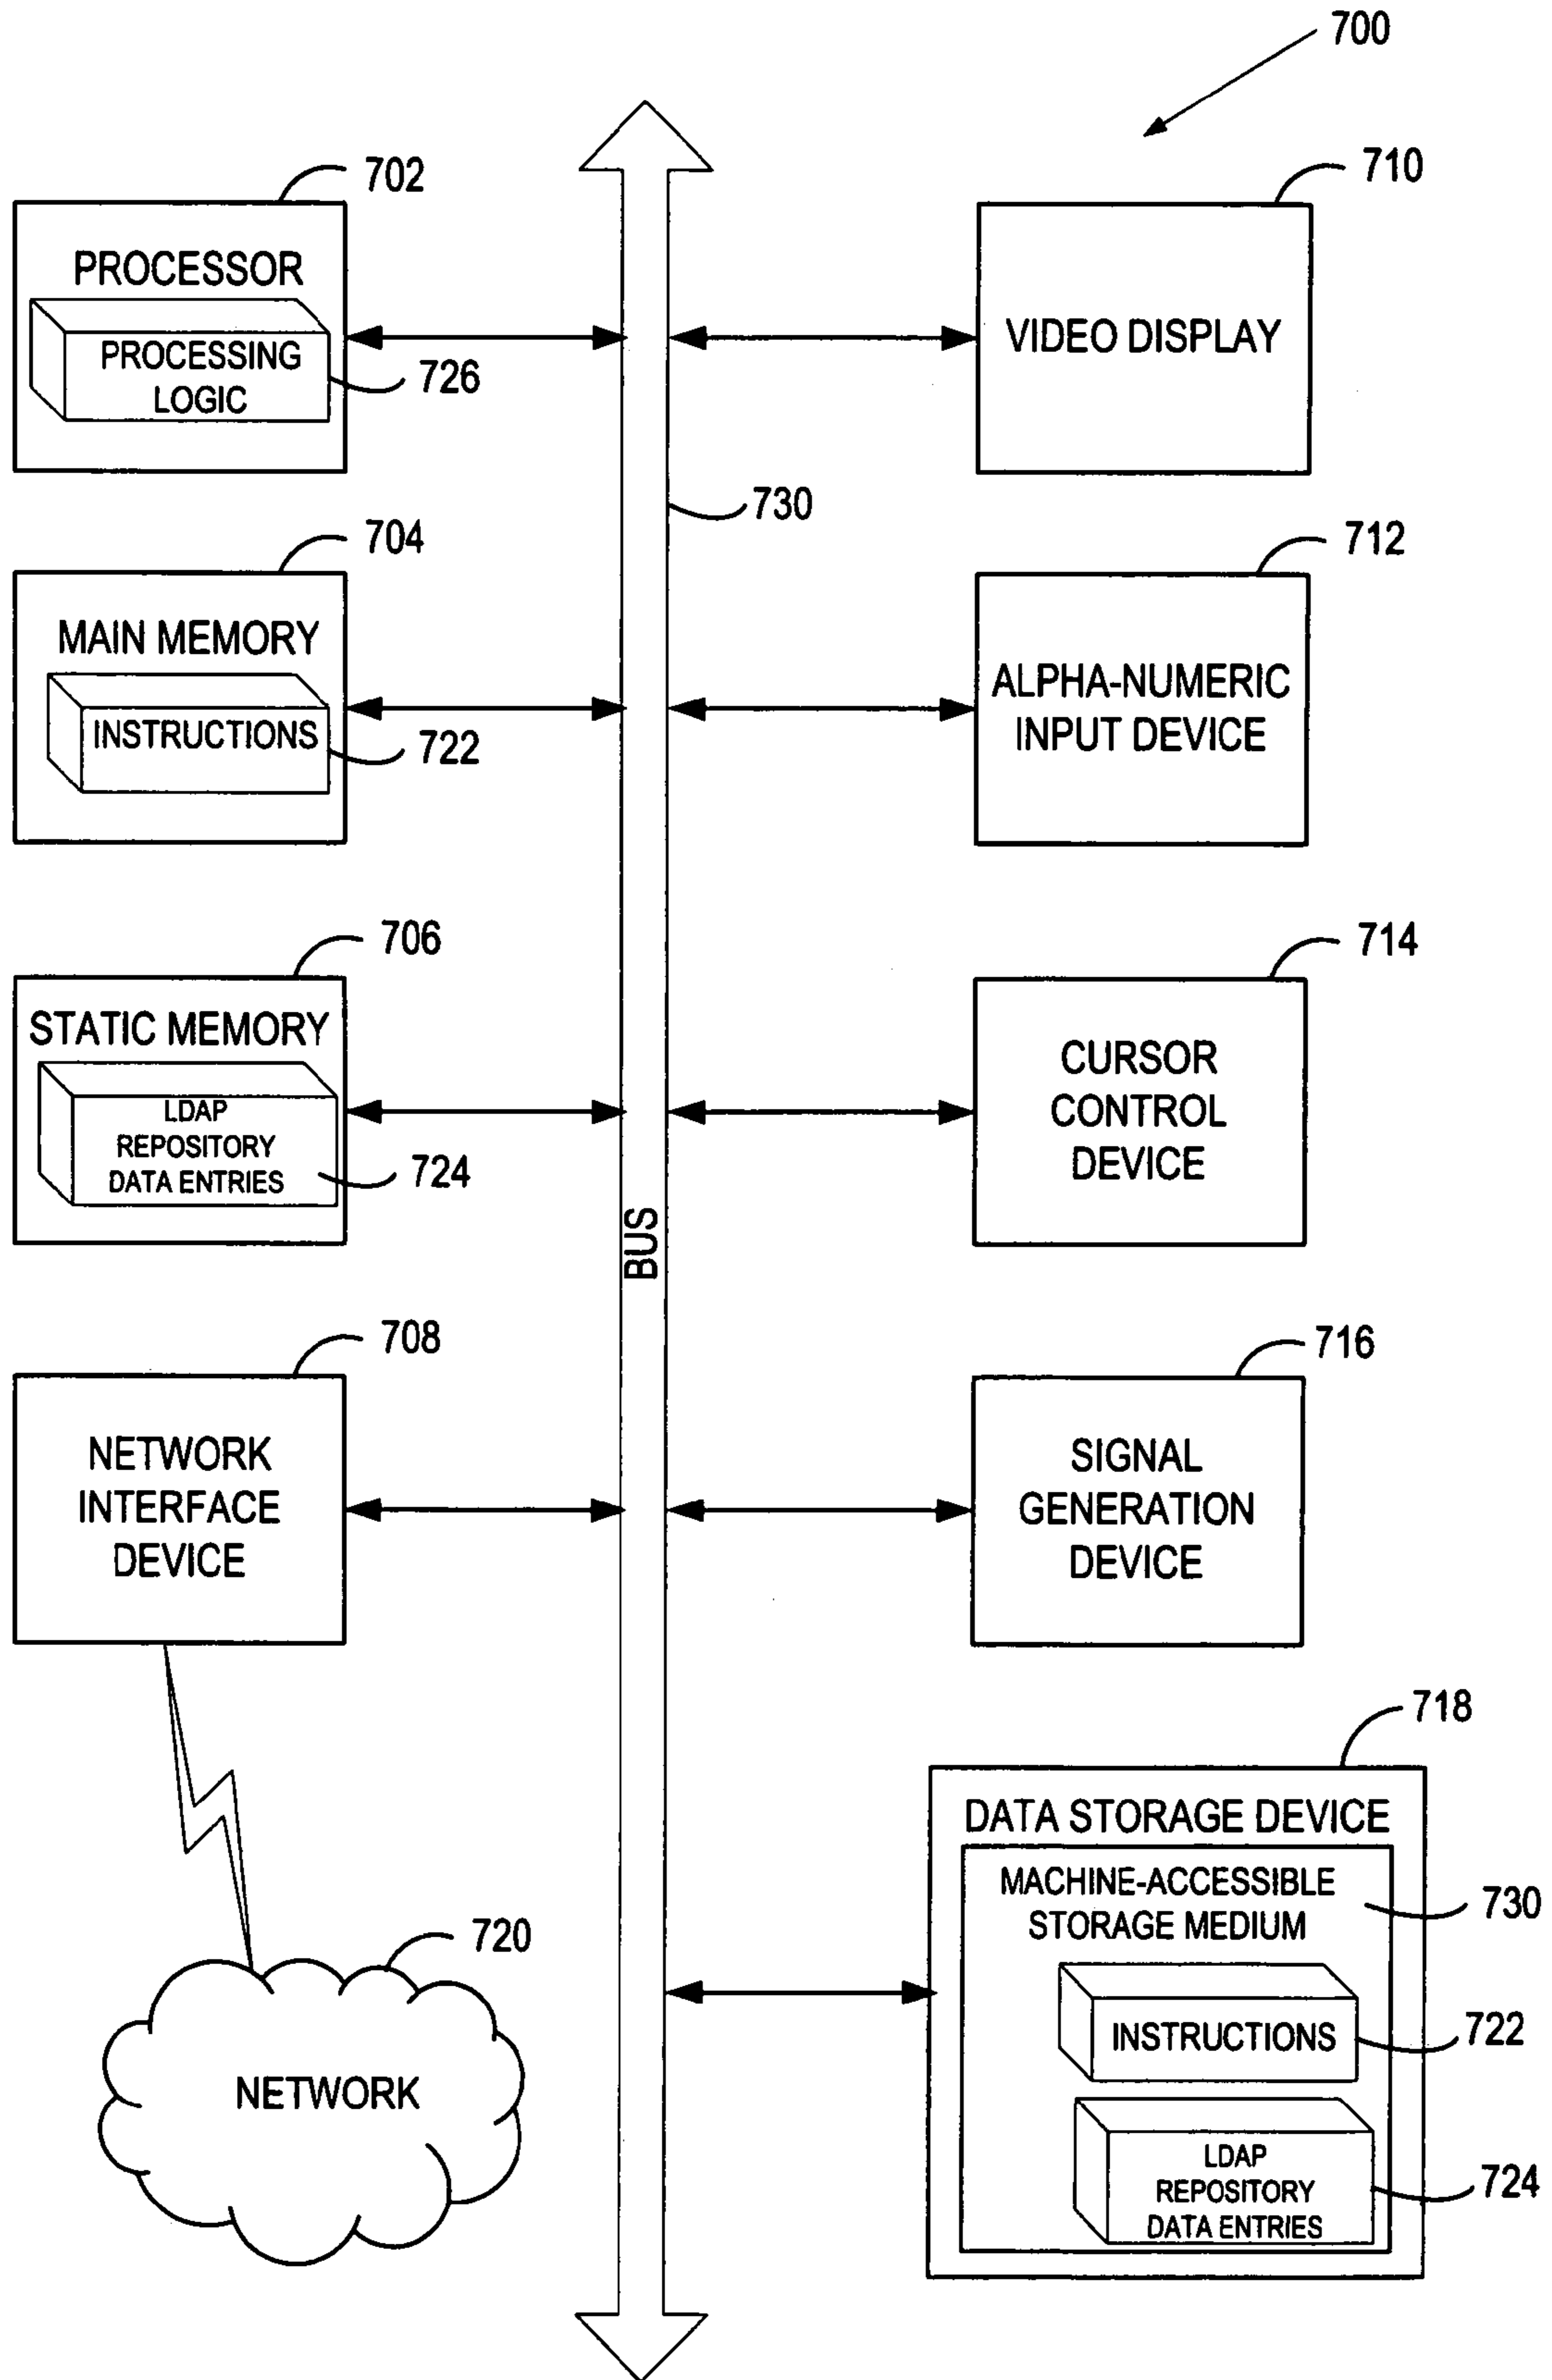 700
702
PROCESSOR
PROCESSING
LOGIC
726
710
VIDEO DISPLAY
730
704
MAIN MEMORY
INSTRUCTIONS
722
712
ALPHA-NUMERIC
INPUT DEVICE
706
STATIC MEMORY
LDAP
REPOSITORY
DATA ENTRIES
724
714
CURSOR
CONTROL
DEVICE
BUS
708
NETWORK
INTERFACE
DEVICE
716
SIGNAL
GENERATION
DEVICE
720
NETWORK
718
DATA STORAGE DEVICE
MACHINE-ACCESSIBLE
STORAGE MEDIUM
730
INSTRUCTIONS
722
LDAP
REPOSITORY
DATA ENTRIES
724